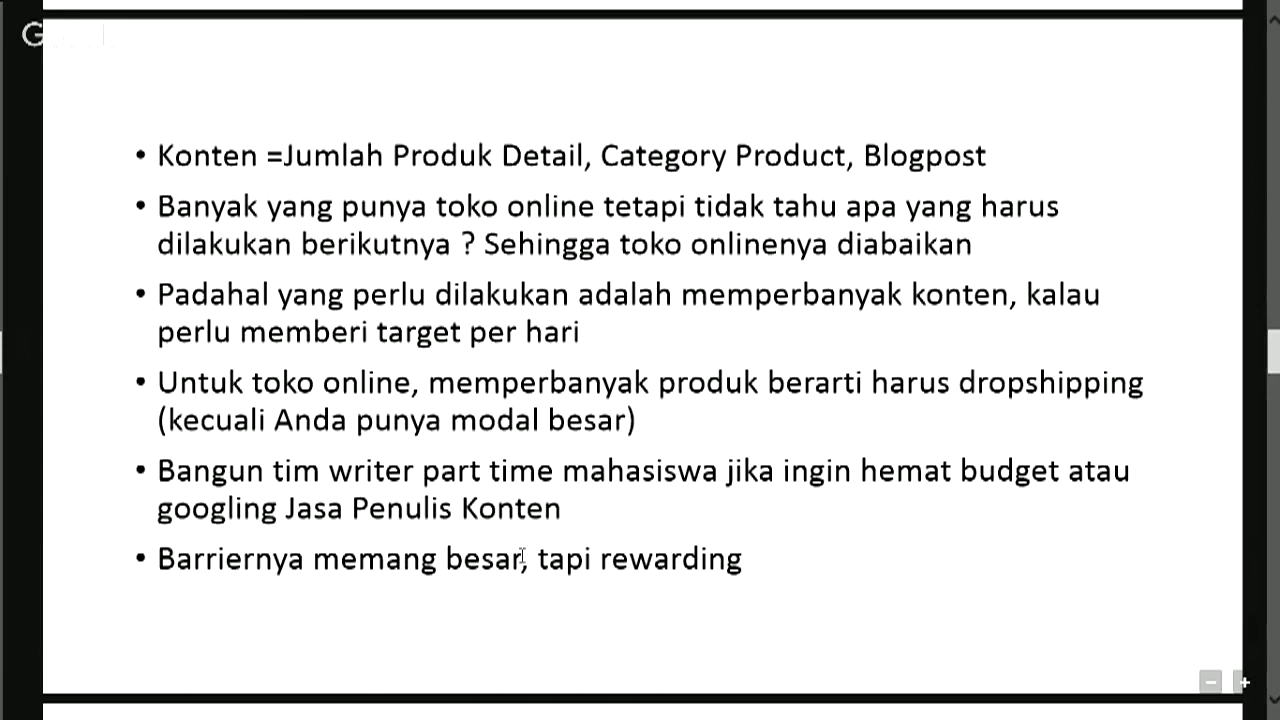 • Konten =Jumlah Produk Detail, Category Product, Blogpost
• Banyak yang punya toko online tetapi tidak tahu apa yang harus
dilakukan berikutnya ? Sehingga toko onlinenya diabaikan
• Padahal yang perlu dilakukan adalah memperbanyak konten, kalau
perlu memberi target per hari
• Untuk toko online, memperbanyak produk berarti harus dropshipping
(kecuali Anda punya modal besar)
• Bangun tim writer part time mahasiswa jika ingin hemat budget atau
googling Jasa Penulis Konten
• Barriernya memang besar, tapi rewarding